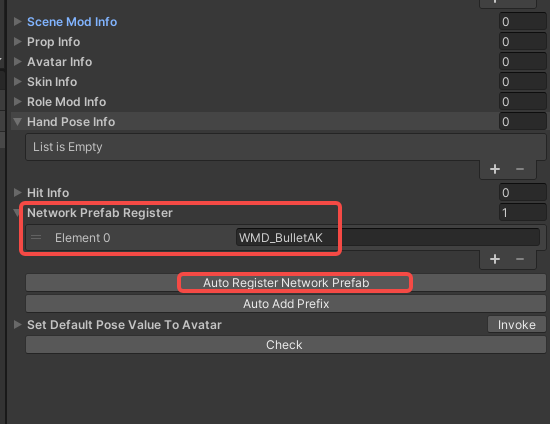 Scene Mod Info 0
Prop Info 0
Avatar Info 0
Skin Info 0
Role Mod Info 0
Hand Pose Info 0
List is Empty
+ −
Hit Info 0
Network Prefab Register 1
Element 0 WMD_BulletAK
+ −
Auto Register Network Prefab
Auto Add Prefix
Set Default Pose Value To Avatar Invoke
Check